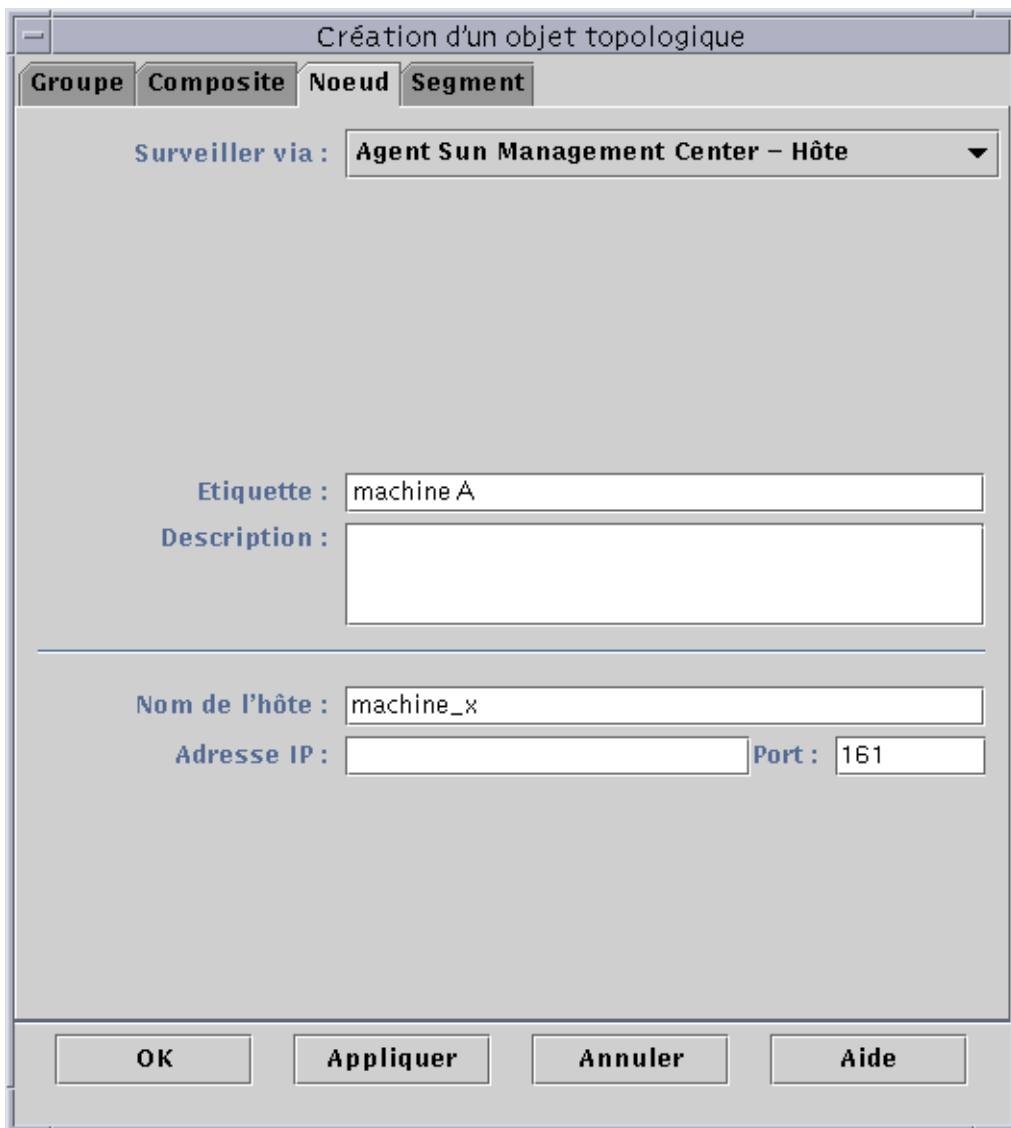 Création d'un objet topologique
Groupe Composite Noeud Segment
Surveiller via : Agent Sun Management Center – Hôte
Etiquette : machine A
Description :
Nom de l'hôte : machine_x
Adresse IP : Port : 161
OK Appliquer Annuler Aide